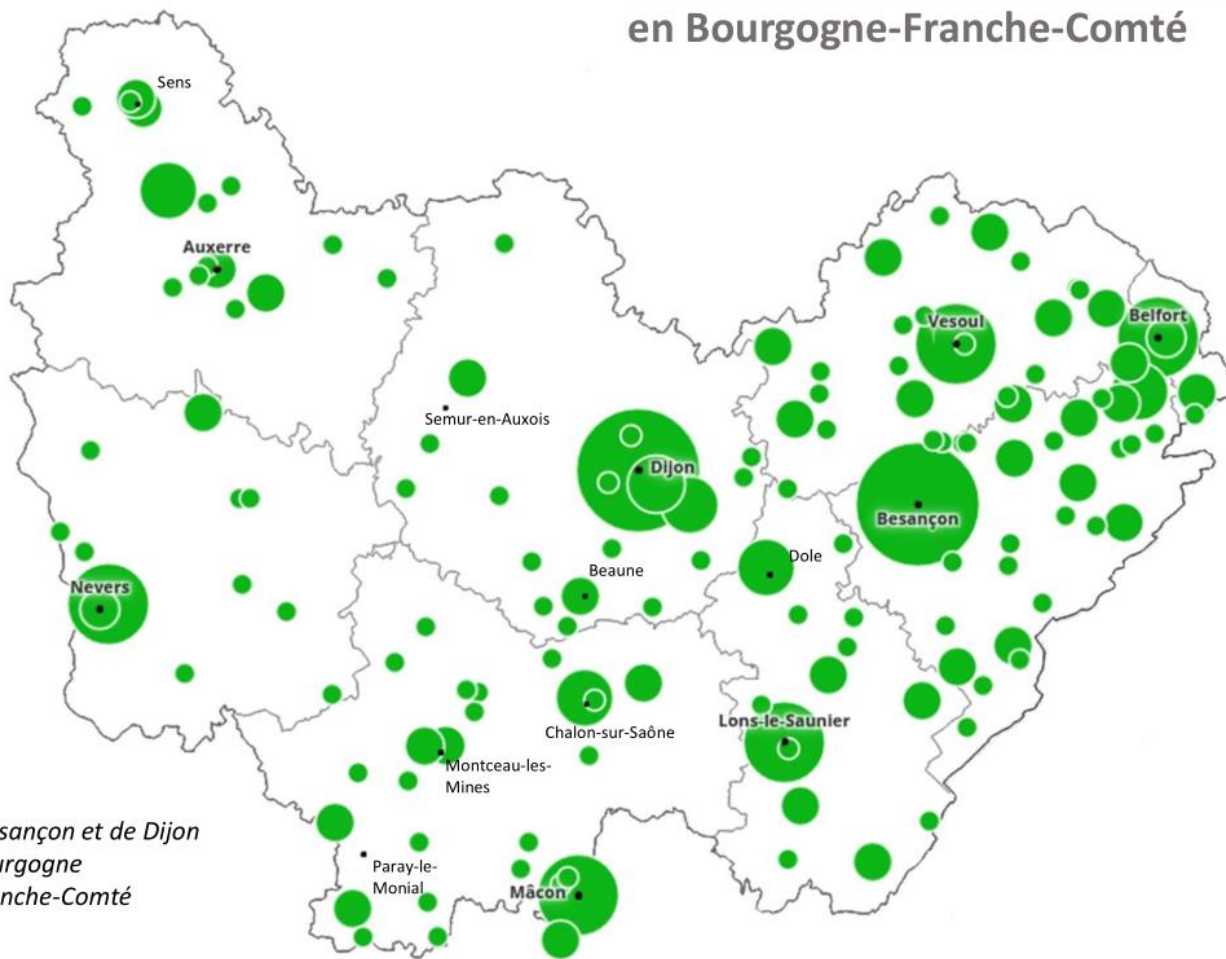 en Bourgogne-Franche-Comté
Sens
Auxerre
Vesoul
Belfort
Semur-en-Auxois
Dijon
Besançon
Dole
Beaune
Nevers
Lons-le-Saunier
Chalon-sur-Saône
Montceau-les-
Mines
sançon et de Dijon
urgogne
nche-Comté
Paray-le-
Monial
Mâcon